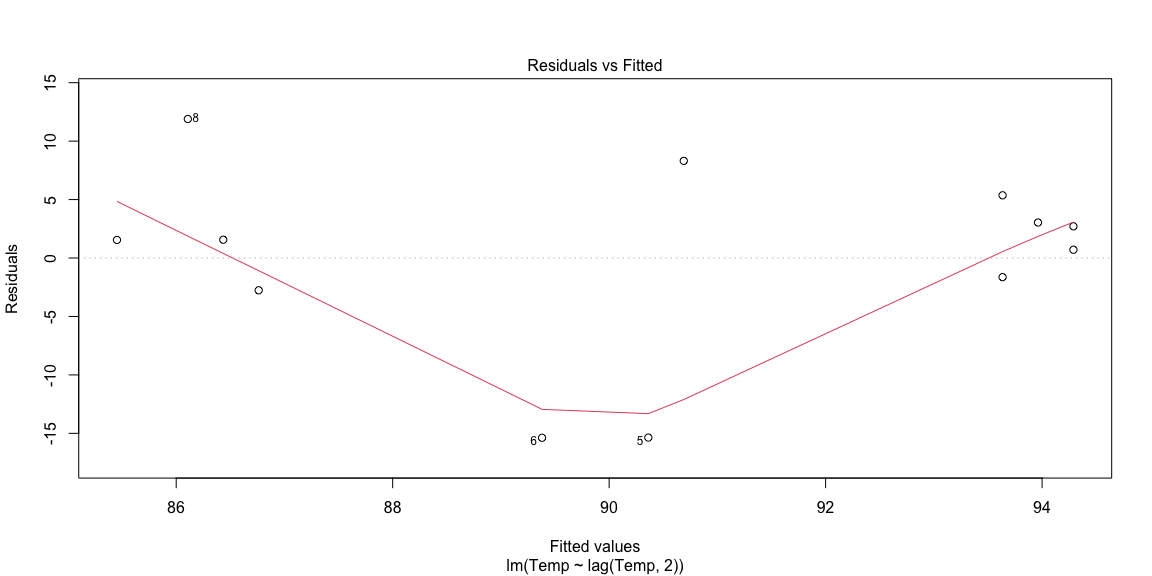 Residuals vs Fitted
15
10
5
0
-5
-10
-15
Residuals
8
6
5
86 88 90 92 94
Fitted values
lm(Temp ~ lag(Temp, 2))